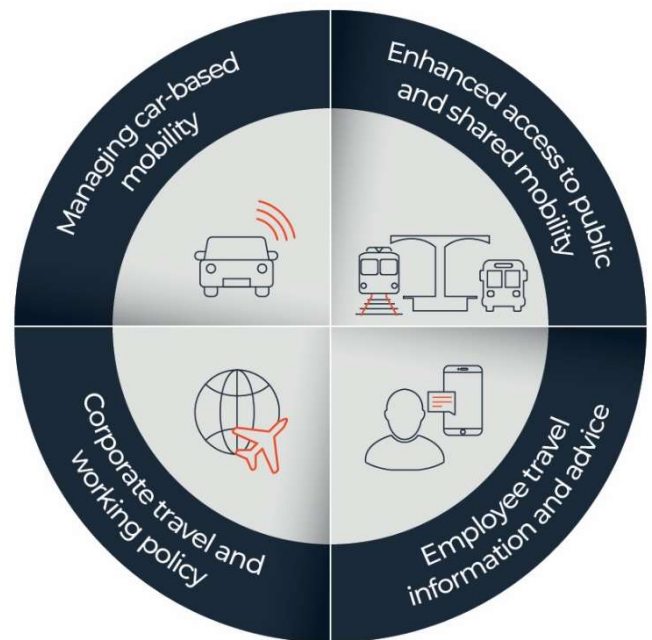 Managing car-based
mobility
Enhanced access to public
and shared mobility
Corporate travel and
working policy
Employee travel
information and advice